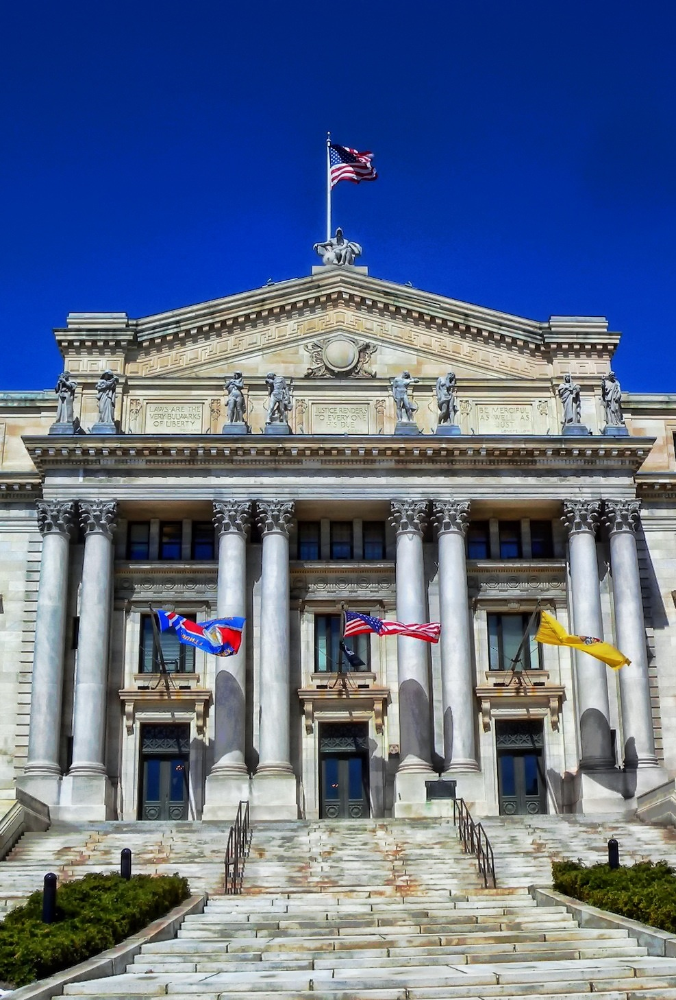 LAWS ARE THE
VERY BULWARKS
OF LIBERTY
JUSTICE RENDERS
TO EVERY ONE
HIS DUE
BE MERCIFUL
AS WELL AS
JUST